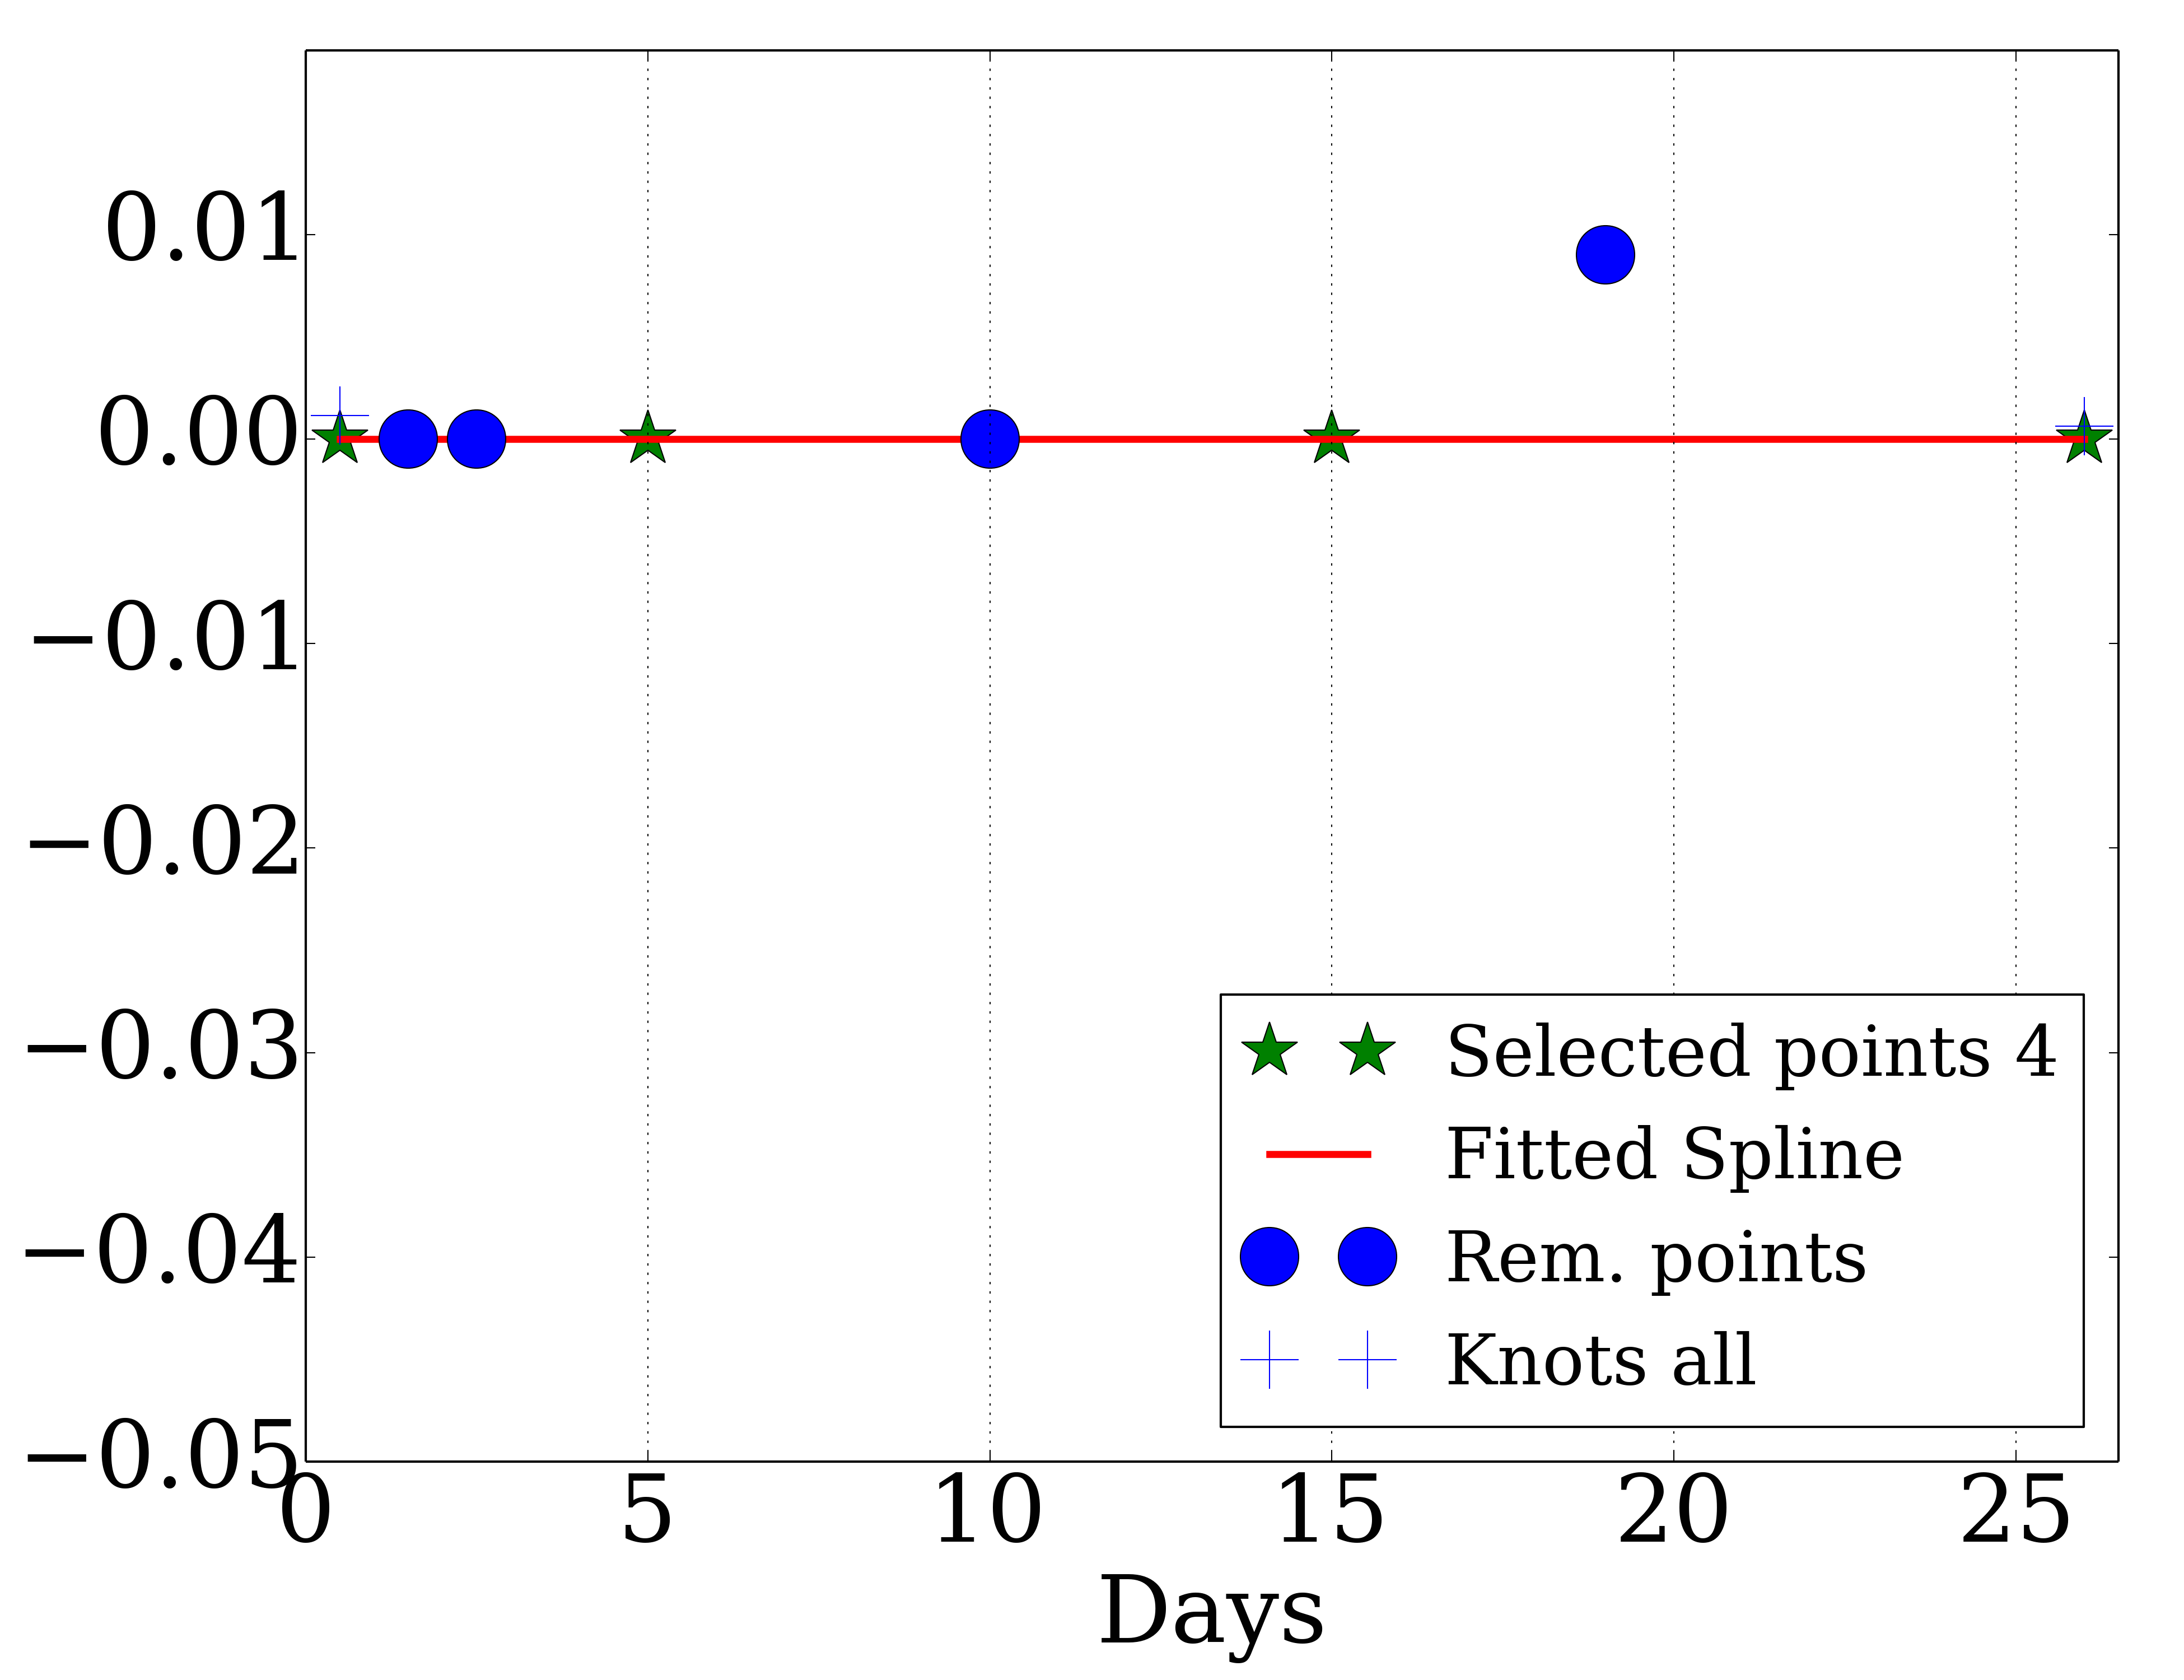 0.01
0.00
−0.01
−0.02
−0.03
−0.04
−0.05
Selected points 4
Fitted Spline
Rem. points
Knots all
0 5 10 15 20 25
Days